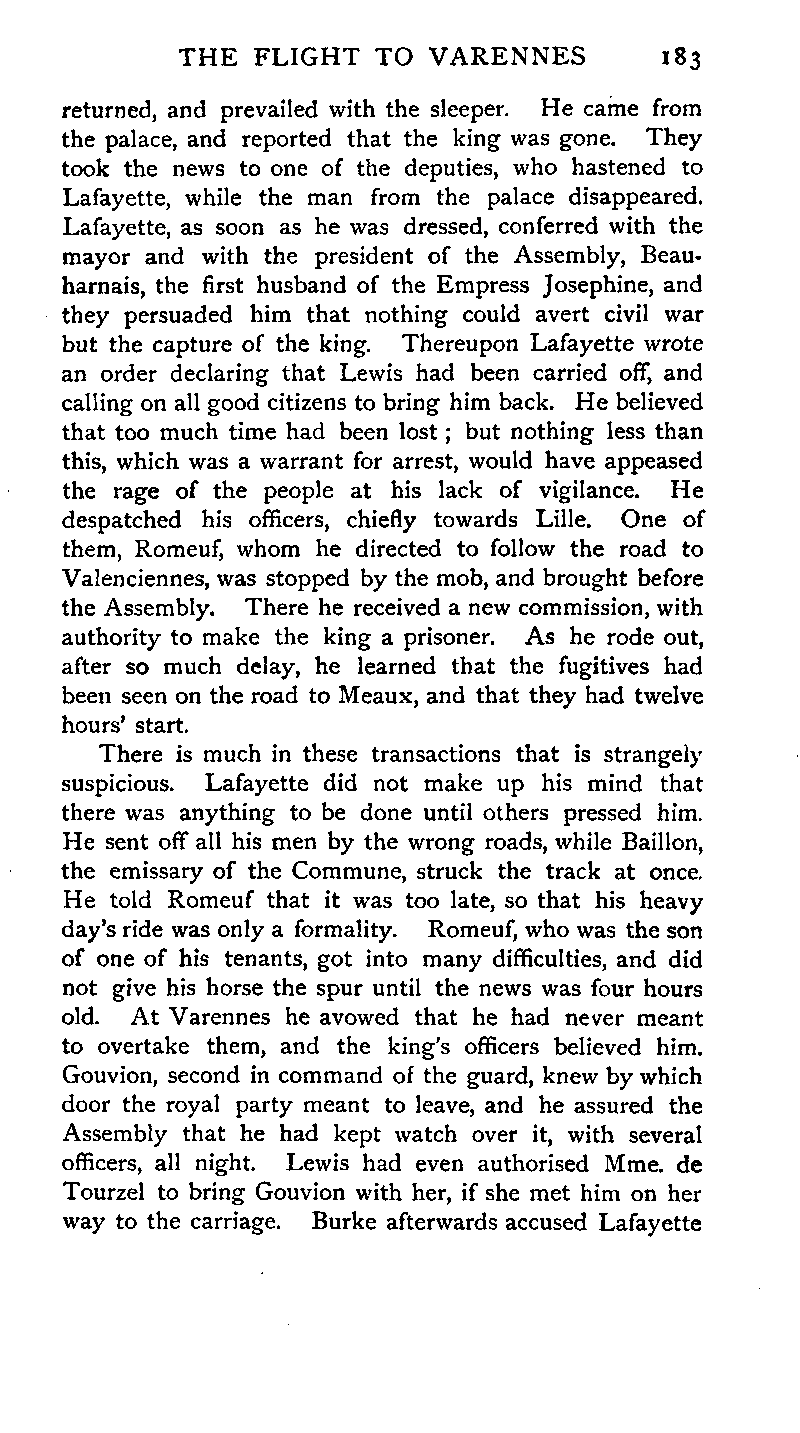 THE FLIGHT TO VARENNES 183
returned, and prevailed with the sleeper. He came from
the palace, and reported that the king was gone. They
took the news to one of the deputies, who hastened to
Lafayette, while the man from the palace disappeared.
Lafayette, as soon as he was dressed, conferred with the
mayor and with the president of the Assembly, Beau-
harnais, the first husband of the Empress Josephine, and
they persuaded him that nothing could avert civil war
but the capture of the king. Thereupon Lafayette wrote
an order declaring that Lewis had been carried off, and
calling on all good citizens to bring him back. He believed
that too much time had been lost ; but nothing less than
this, which was a warrant for arrest, would have appeased
the rage of the people at his lack of vigilance. He
despatched his officers, chiefly towards Lille. One of
them, Romeuf, whom he directed to follow the road to
Valenciennes, was stopped by the mob, and brought before
the Assembly. There he received a new commission, with
authority to make the king a prisoner. As he rode out,
after so much delay, he learned that the fugitives had
been seen on the road to Meaux, and that they had twelve
hours' start.
There is much in these transactions that is strangely
suspicious. Lafayette did not make up his mind that
there was anything to be done until others pressed him.
He sent off all his men by the wrong roads, while Baillon,
the emissary of the Commune, struck the track at once.
He told Romeuf that it was too late, so that his heavy
day's ride was only a formality. Romeuf, who was the son
of one of his tenants, got into many difficulties, and did
not give his horse the spur until the news was four hours
old. At Varennes he avowed that he had never meant
to overtake them, and the king's officers believed him.
Gouvion, second in command of the guard, knew by which
door the royal party meant to leave, and he assured the
Assembly that he had kept watch over it, with several
officers, all night. Lewis had even authorised Mme. de
Tourzel to bring Gouvion with her, if she met him on her
way to the carriage. Burke afterwards accused Lafayette